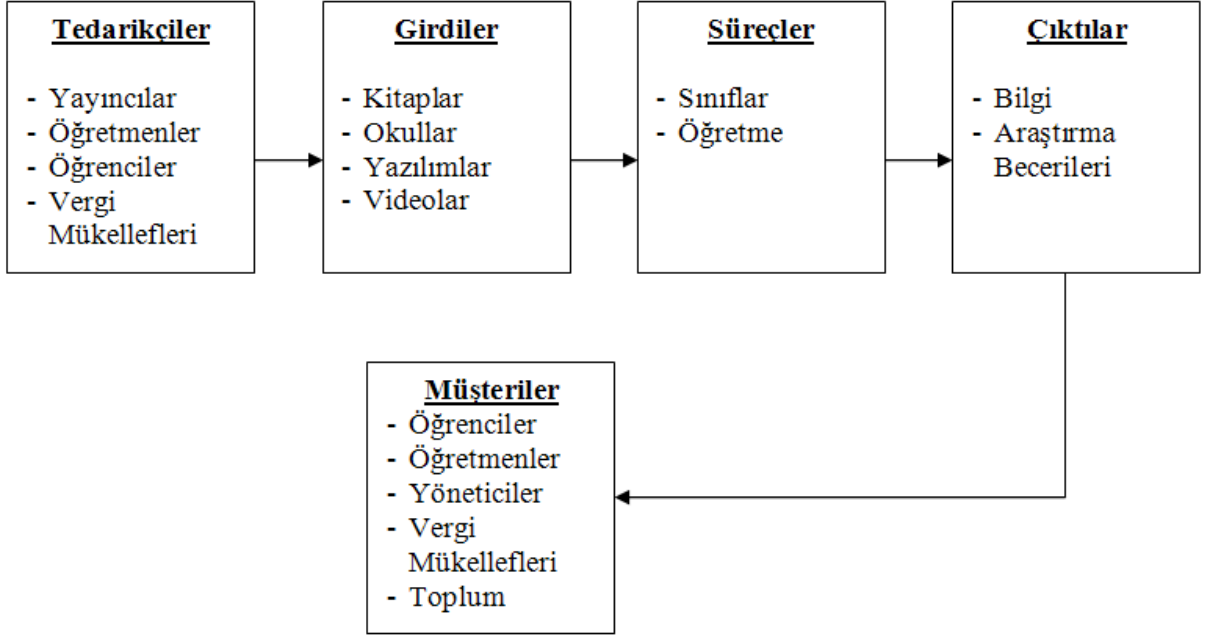 Tedarikçiler
- Yayıncılar
- Öğretmenler
- Öğrenciler
- Vergi
Mükellefleri
Girdiler
- Kitaplar
- Okullar
- Yazılımlar
- Videolar
Süreçler
- Sınıflar
- Öğretme
Çıktılar
- Bilgi
- Araştırma
Becerileri
Müşteriler
- Öğrenciler
- Öğretmenler
- Yöneticiler
- Vergi
Mükellefleri
- Toplum